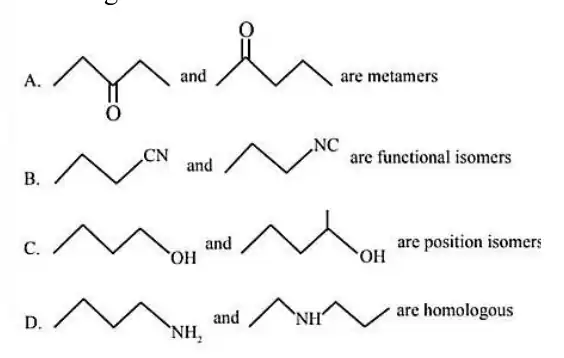 A. O and O are metamers
B. CN and NC are functional isomers
C. OH and OH are position isomers
D. NH₂ and NH are homologous